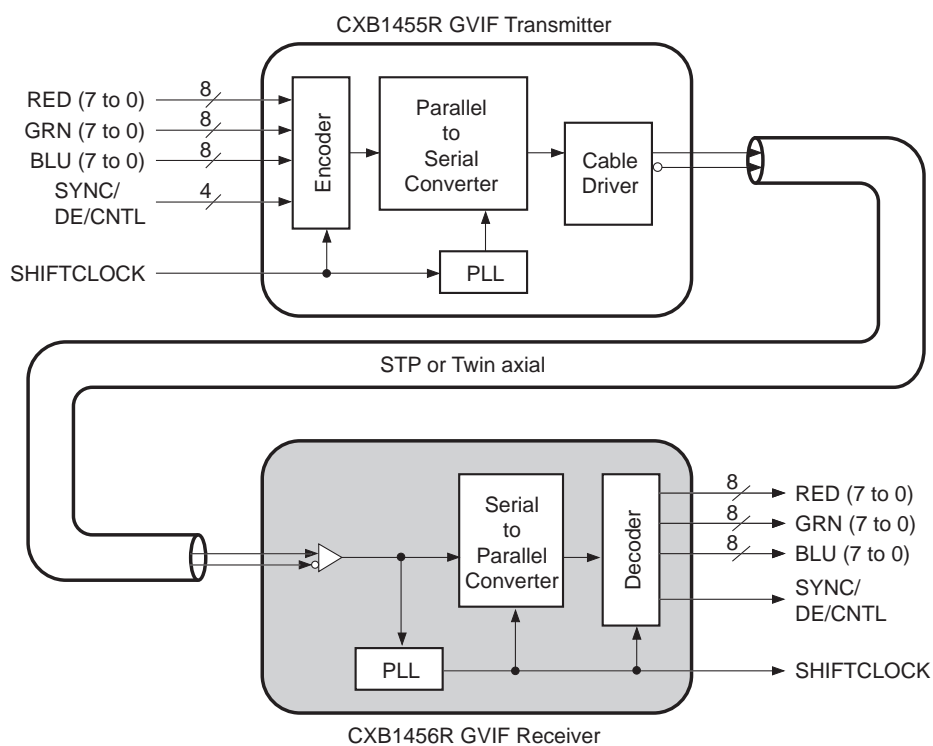 CXB1455R GVIF Transmitter
RED (7 to 0)
8
GRN (7 to 0)
8
BLU (7 to 0)
8
SYNC/
DE/CNTL
4
SHIFTCLOCK
Encoder
Parallel
to
Serial
Converter
PLL
Cable
Driver
STP or Twin axial
PLL
Serial
to
Parallel
Converter
Decoder
8
RED (7 to 0)
8
GRN (7 to 0)
8
BLU (7 to 0)
SYNC/
DE/CNTL
SHIFTCLOCK
CXB1456R GVIF Receiver